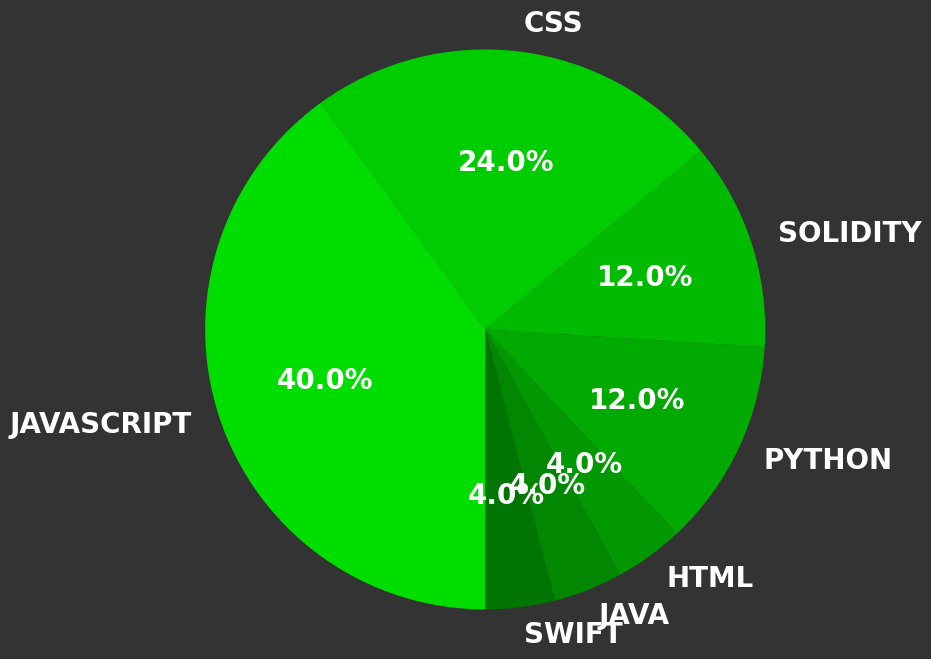 CSS
24.0%
SOLIDITY
12.0%
40.0%
12.0%
JAVASCRIPT
PYTHON
4.0%
4.0%
4.0%
HTML
JAVA
SWIFT